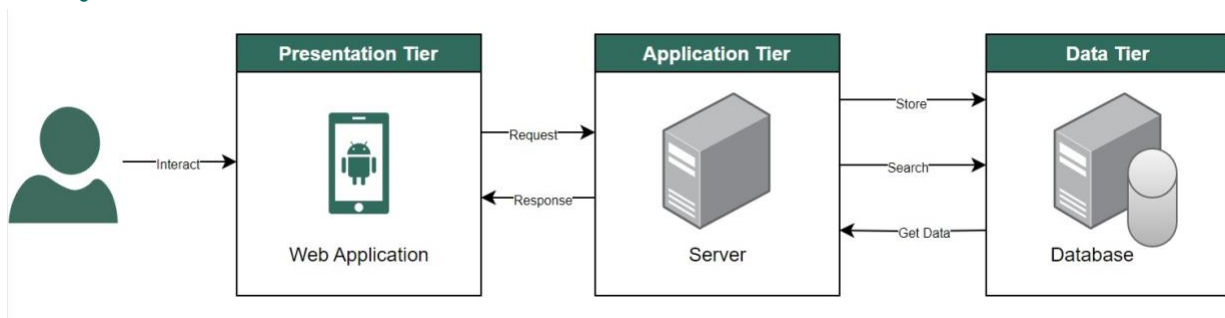 Presentation Tier
Application Tier
Data Tier
Interact
Request
Response
Store
Search
Get Data
Web Application
Server
Database